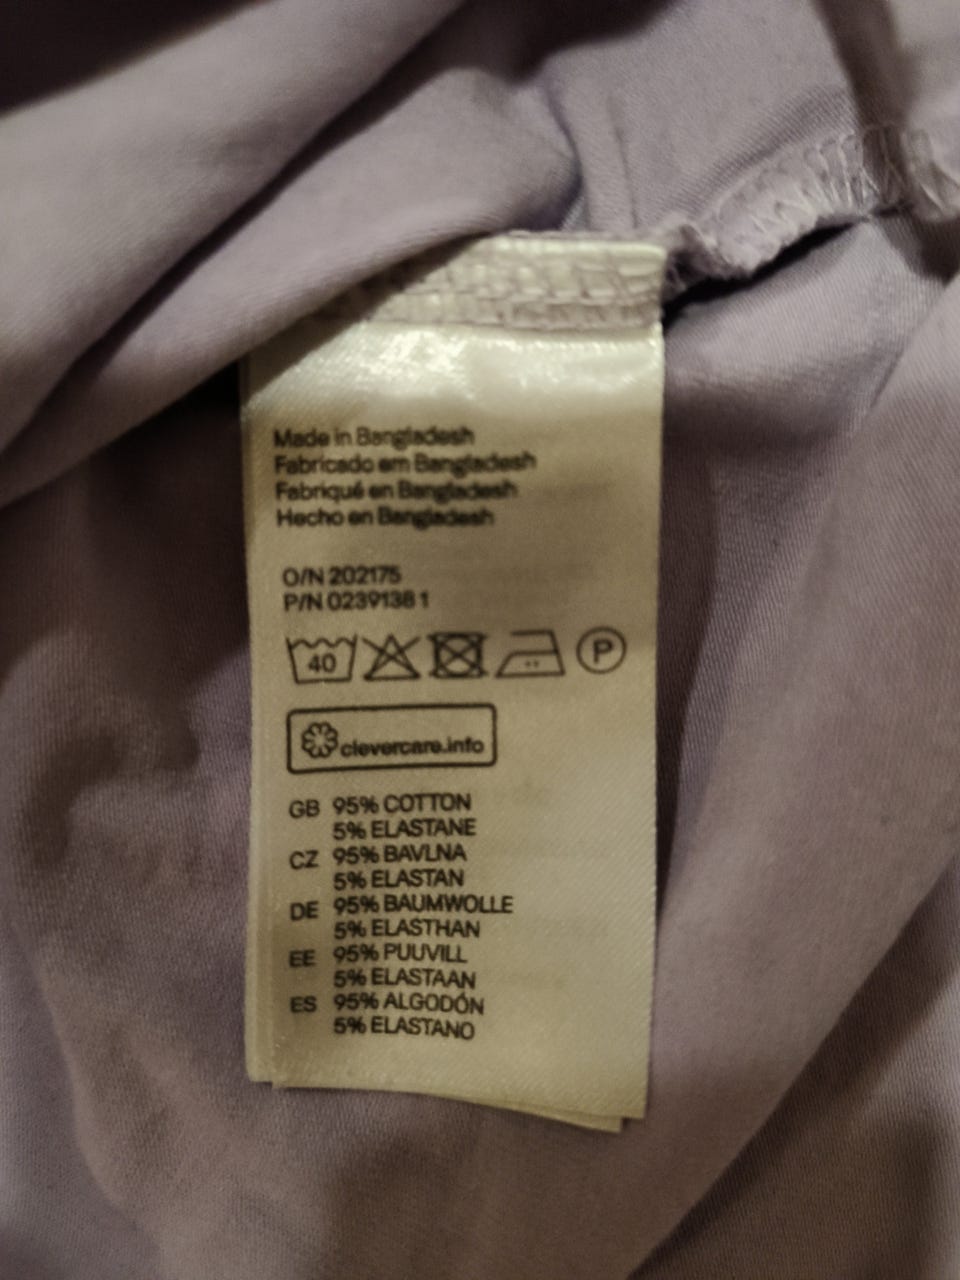 Made in Bangladesh
Fabricado em Bangladesh
Fabriqué en Bangladesh
Hecho en Bangladesh
O/N 202175
P/N 02391381
40 P
clevercare.info
GB 95% COTTON
5% ELASTANE
CZ 95% BAVLNA
5% ELASTAN
DE 95% BAUMWOLLE
5% ELASTHAN
EE 95% PUUVILL
5% ELASTAAN
ES 95% ALGODÓN
5% ELASTANO